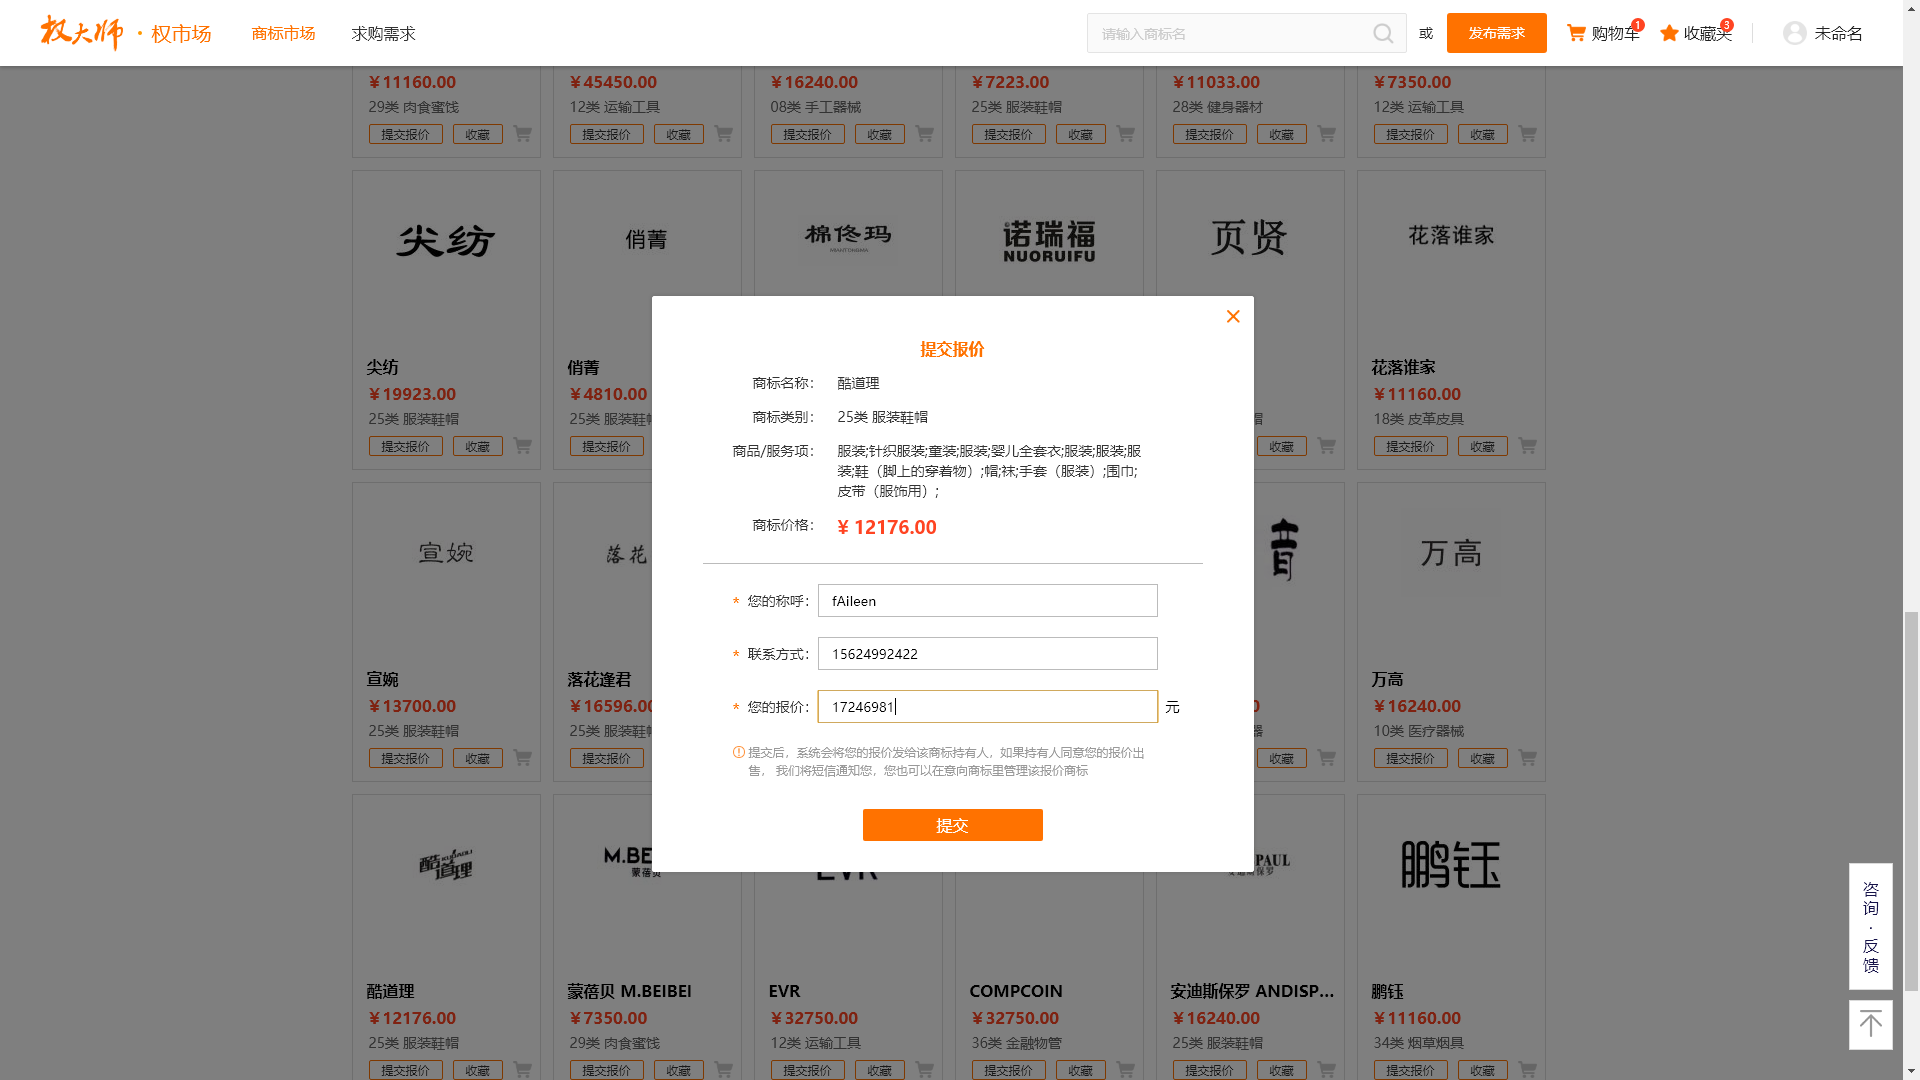 权大师 · 权市场 商标市场 求购需求 请输入商标名 或 发布需求 购物车 1 收藏夹 3 未命名
￥11160.00 ￥45450.00 ￥16240.00 ￥7223.00 ￥11033.00 ￥7350.00
29类 肉食蜜饯 12类 运输工具 08类 手工器械 25类 服装鞋帽 28类 健身器材 12类 运输工具
提交报价 收藏 提交报价 收藏 提交报价 收藏 提交报价 收藏 提交报价 收藏 提交报价 收藏
尖纺 俏菁 棉佟玛 诺瑞福 NUORUIFU 页贤 花落谁家
尖纺 俏菁 花落谁家
￥19923.00 ￥4810.00 ￥11160.00
25类 服装鞋帽 25类 服装鞋帽 帽 18类 皮革皮具
提交报价 收藏 提交报价 收藏 提交报价 收藏
提交报价
商标名称： 酷道理
商标类别： 25类 服装鞋帽
商品/服务项： 服装;针织服装;童装;服装;婴儿全套衣;服装;服装;服
装;鞋（脚上的穿着物）;帽;袜;手套（服装）;围巾;
皮带（服饰用）;
商标价格： ￥12176.00
* 您的称呼： fAileen
* 联系方式： 15624992422
* 您的报价： 17246981 元
提交后，系统会将您的报价发给该商标持有人，如果持有人同意您的报价出
售， 我们将短信通知您，您也可以在意向商标里管理该报价商标
提交
宣婉 落花 万高
宣婉 落花逢君 万高
￥13700.00 ￥16596.00 0 ￥16240.00
25类 服装鞋帽 25类 服装鞋帽 器 10类 医疗器械
提交报价 收藏 提交报价 收藏 提交报价 收藏
酷道理 KUDAOLI M.BE 蒙蓓贝 EVR PAUL 安迪斯保罗 鹏钰
酷道理 蒙蓓贝 M.BEIBEI EVR COMPCOIN 安迪斯保罗 ANDISP... 鹏钰
￥12176.00 ￥7350.00 ￥32750.00 ￥32750.00 ￥16240.00 ￥11160.00
25类 服装鞋帽 29类 肉食蜜饯 12类 运输工具 36类 金融物管 25类 服装鞋帽 34类 烟草烟具
提交报价 收藏 提交报价 收藏 提交报价 收藏 提交报价 收藏 提交报价 收藏 提交报价 收藏
咨
询
·
反
馈